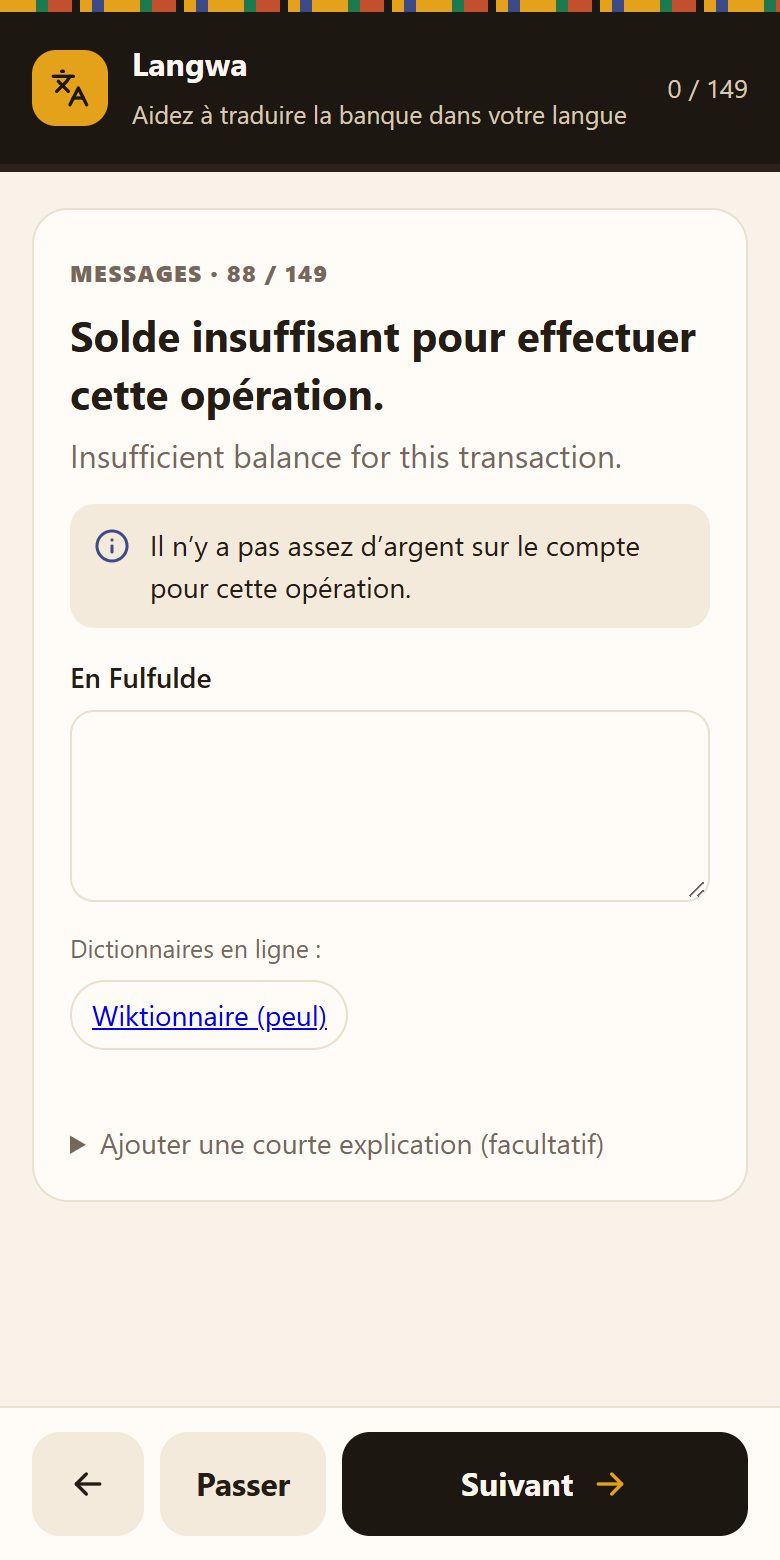 Langwa
Aidez à traduire la banque dans votre langue
0 / 149
MESSAGES · 88 / 149
Solde insuffisant pour effectuer
cette opération.
Insufficient balance for this transaction.
Il n’y a pas assez d’argent sur le compte
pour cette opération.
En Fulfulde
Dictionnaires en ligne :
Wiktionnaire (peul)
Ajouter une courte explication (facultatif)
Passer
Suivant